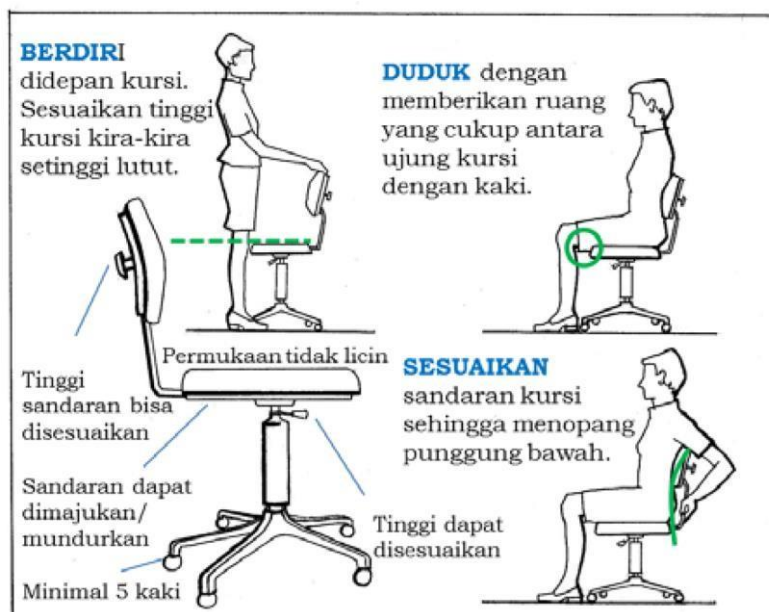 BERDIRI
didepan kursi.
Sesuaikan tinggi
kursi kira-kira
setinggi lutut.
DUDUK dengan
memberikan ruang
yang cukup antara
ujung kursi
dengan kaki.
Permukaan tidak licin
Tinggi
sandaran bisa
disesuaikan
Sandaran dapat
dimajukan/
mundurkan
Minimal 5 kaki
Tinggi dapat
disesuaikan
SESUAIKAN
sandaran kursi
sehingga menopang
punggung bawah.